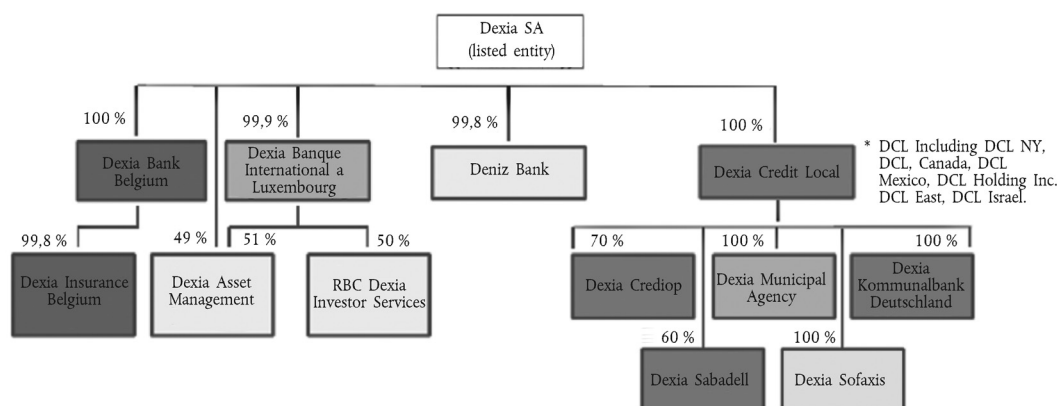 Dexia SA
(listed entity)
100 %
99,9 %
99,8 %
100 %
Dexia Bank
Belgium
Dexia Banque
International a
Luxembourg
Deniz Bank
Dexia Credit Local
* DCL Including DCL NY,
DCL, Canada, DCL
Mexico, DCL Holding Inc.
DCL East, DCL Israel.
99,8 %
49 %
51 %
50 %
70 %
100 %
100 %
Dexia Insurance
Belgium
Dexia Asset
Management
RBC Dexia
Investor Services
Dexia Crediop
Dexia Municipal
Agency
Dexia
Kommunalbank
Deutschland
60 %
100 %
Dexia Sabadell
Dexia Sofaxis